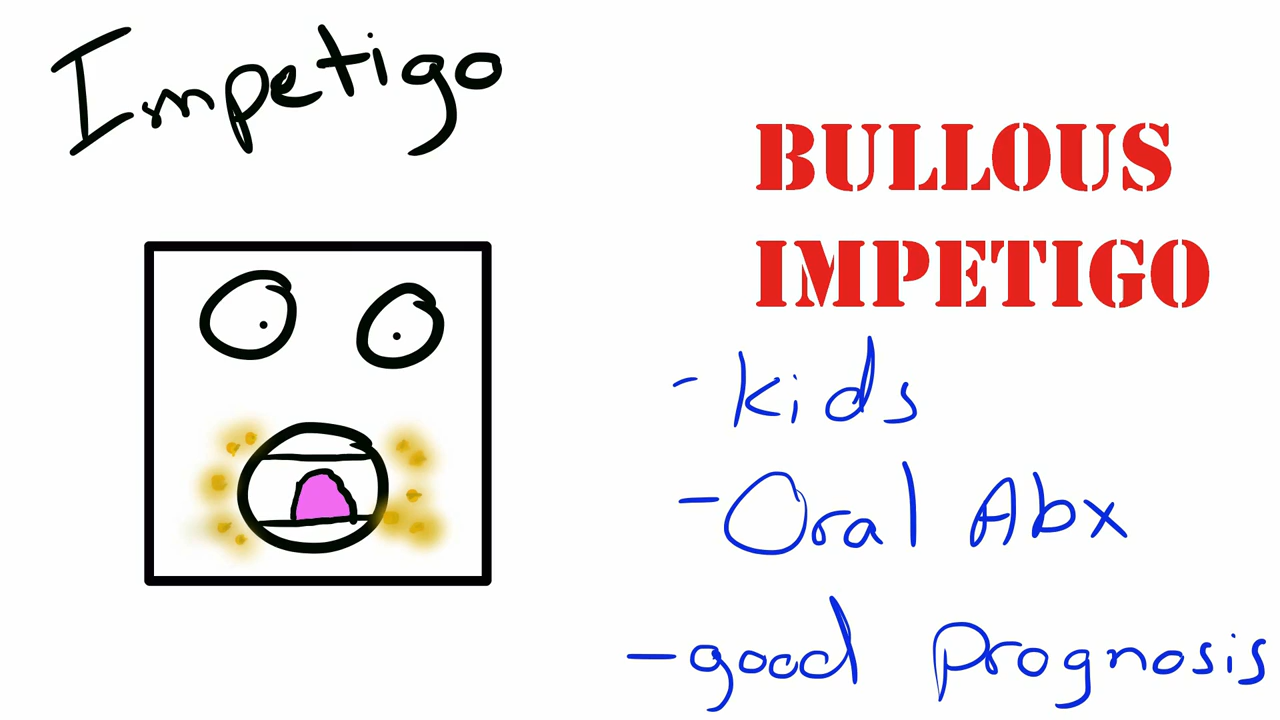 Impetigo
BULLOUS
IMPETIGO
- kids
- Oral Abx
- good Prognosis